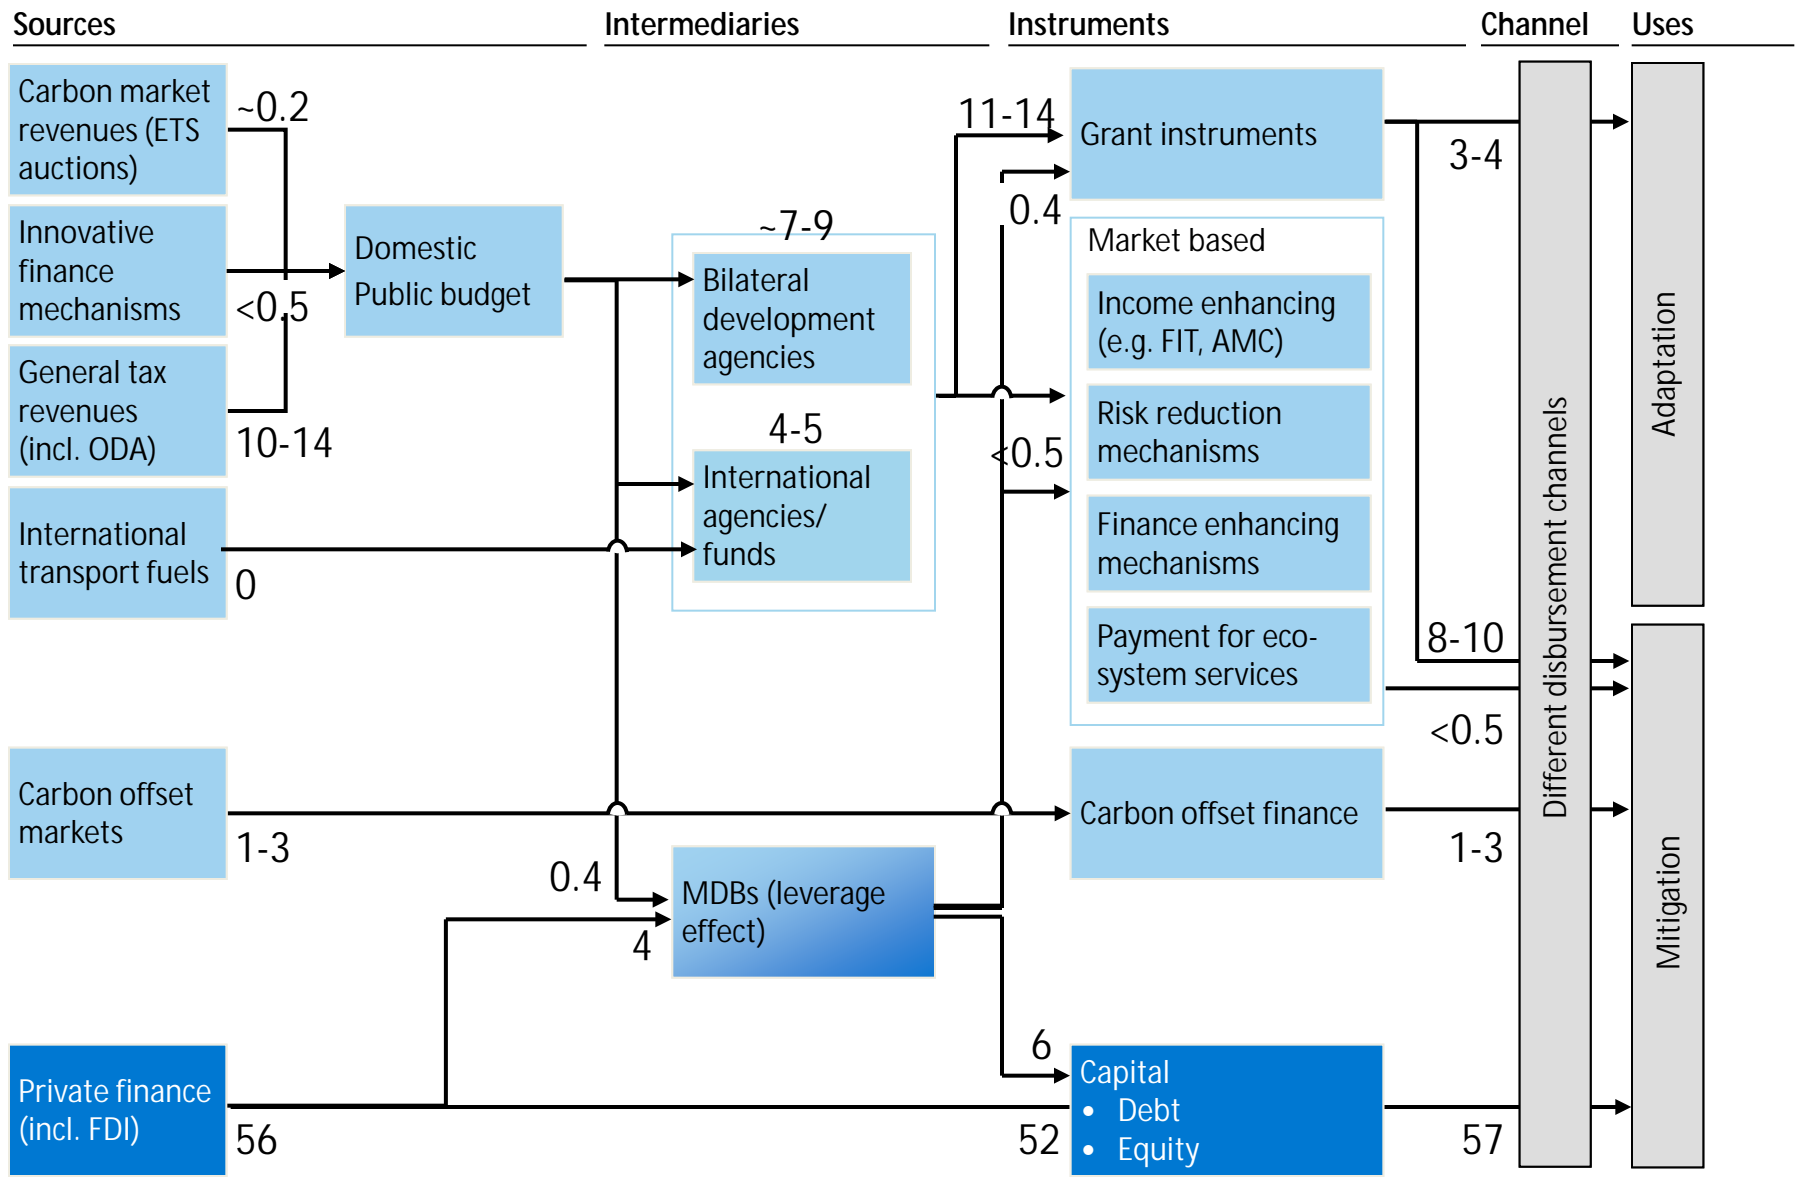 Sources
Intermediaries
Instruments
Channel
Uses
Carbon market
revenues (ETS
auctions)
~0.2
Innovative
finance
mechanisms
<0.5
General tax
revenues
(incl. ODA)
10-14
International
transport fuels
0
Carbon offset
markets
1-3
Private finance
(incl. FDI)
56
Domestic
Public budget
~7-9
Bilateral
development
agencies
4-5
International
agencies/
funds
0.4
4
MDBs (leverage
effect)
11-14
0.4
<0.5
6
52
Grant instruments
Market based
Income enhancing
(e.g. FIT, AMC)
Risk reduction
mechanisms
Finance enhancing
mechanisms
Payment for eco-
system services
Carbon offset finance
Capital
• Debt
• Equity
3-4
8-10
<0.5
1-3
57
Different disbursement channels
Adaptation
Mitigation